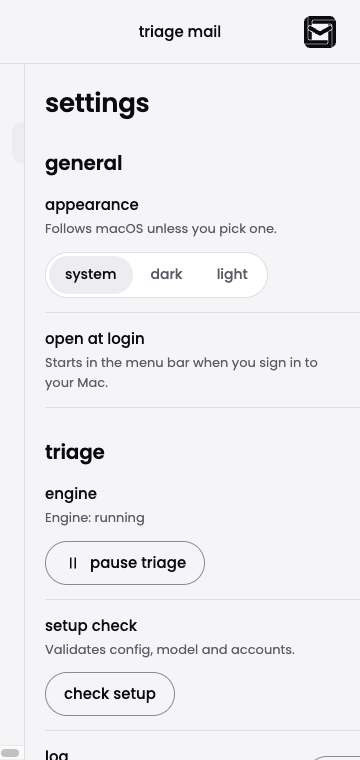 triage mail
settings
general
appearance
Follows macOS unless you pick one.
system dark light
open at login
Starts in the menu bar when you sign in to
your Mac.
triage
engine
Engine: running
pause triage
setup check
Validates config, model and accounts.
check setup
log